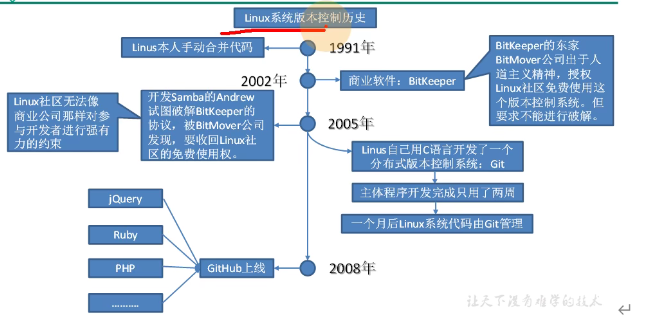 Linux系统版本控制历史
Linus本人手动合并代码
1991年
2002年
商业软件：BitKeeper
BitKeeper的东家
BitMover公司出于人
道主义精神，授权
Linux社区免费使用这
个版本控制系统。但
要求不能进行破解。
Linux社区无法像
商业公司那样对参
与开发者进行强有
力的约束
开发Samba的Andrew
试图破解BitKeeper的
协议，被BitMover公司
发现，要收回Linux社
区的免费使用权。
2005年
Linus自己用C语言开发了一个
分布式版本控制系统：Git
主体程序开发完成只用了两周
一个月后Linux系统代码由Git管理
jQuery
Ruby
PHP
……….
GitHub上线
2008年
让天下没有难学的技术